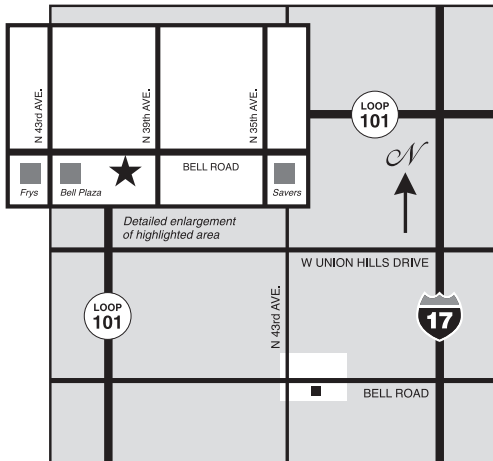 N 43rd AVE.
N 39th AVE.
N 35th AVE.
LOOP
101
N
BELL ROAD
Frys
Bell Plaza
Savers
Detailed enlargement
of highlighted area
W UNION HILLS DRIVE
LOOP
101
N 43rd AVE.
17
BELL ROAD